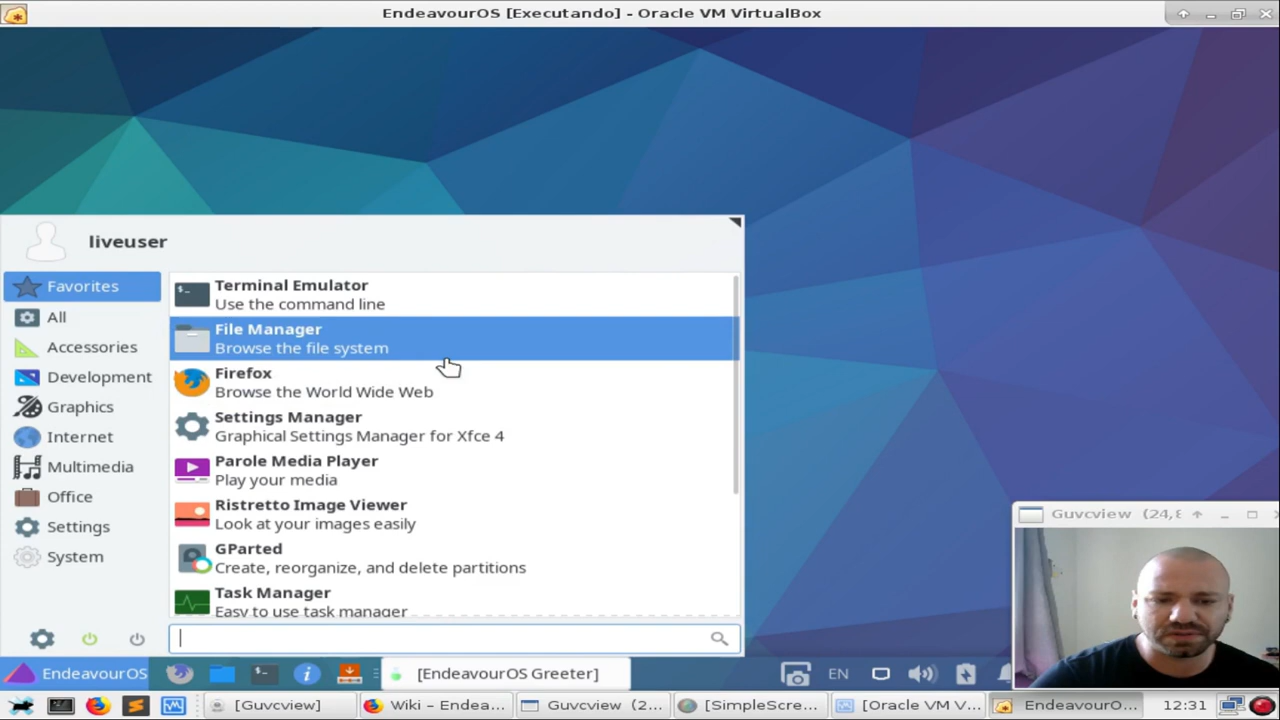 EndeavourOS [Executando] - Oracle VM VirtualBox
liveuser
Favorites
All
Accessories
Development
Graphics
Internet
Multimedia
Office
Settings
System
Terminal Emulator
Use the command line
File Manager
Browse the file system
Firefox
Browse the World Wide Web
Settings Manager
Graphical Settings Manager for Xfce 4
Parole Media Player
Play your media
Ristretto Image Viewer
Look at your images easily
GParted
Create, reorganize, and delete partitions
Task Manager
Easy to use task manager
Guvcview (24,8
EndeavourOS
[EndeavourOS Greeter]
EN
[Guvcview]
Wiki – Endea...
Guvcview (2...
[SimpleScre...
[Oracle VM V...
EndeavourO...
12:31